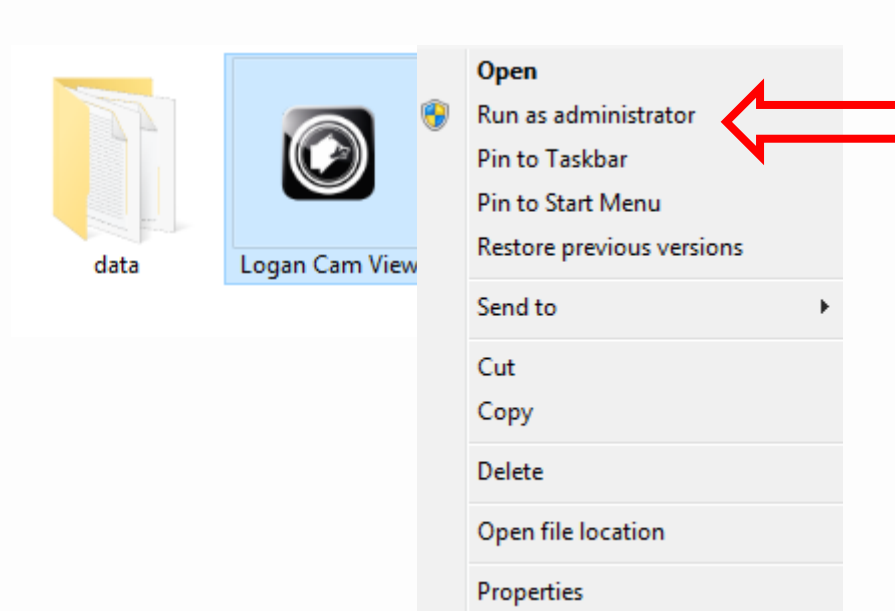 data
Logan Cam View
Open
Run as administrator
Pin to Taskbar
Pin to Start Menu
Restore previous versions
Send to
Cut
Copy
Delete
Open file location
Properties